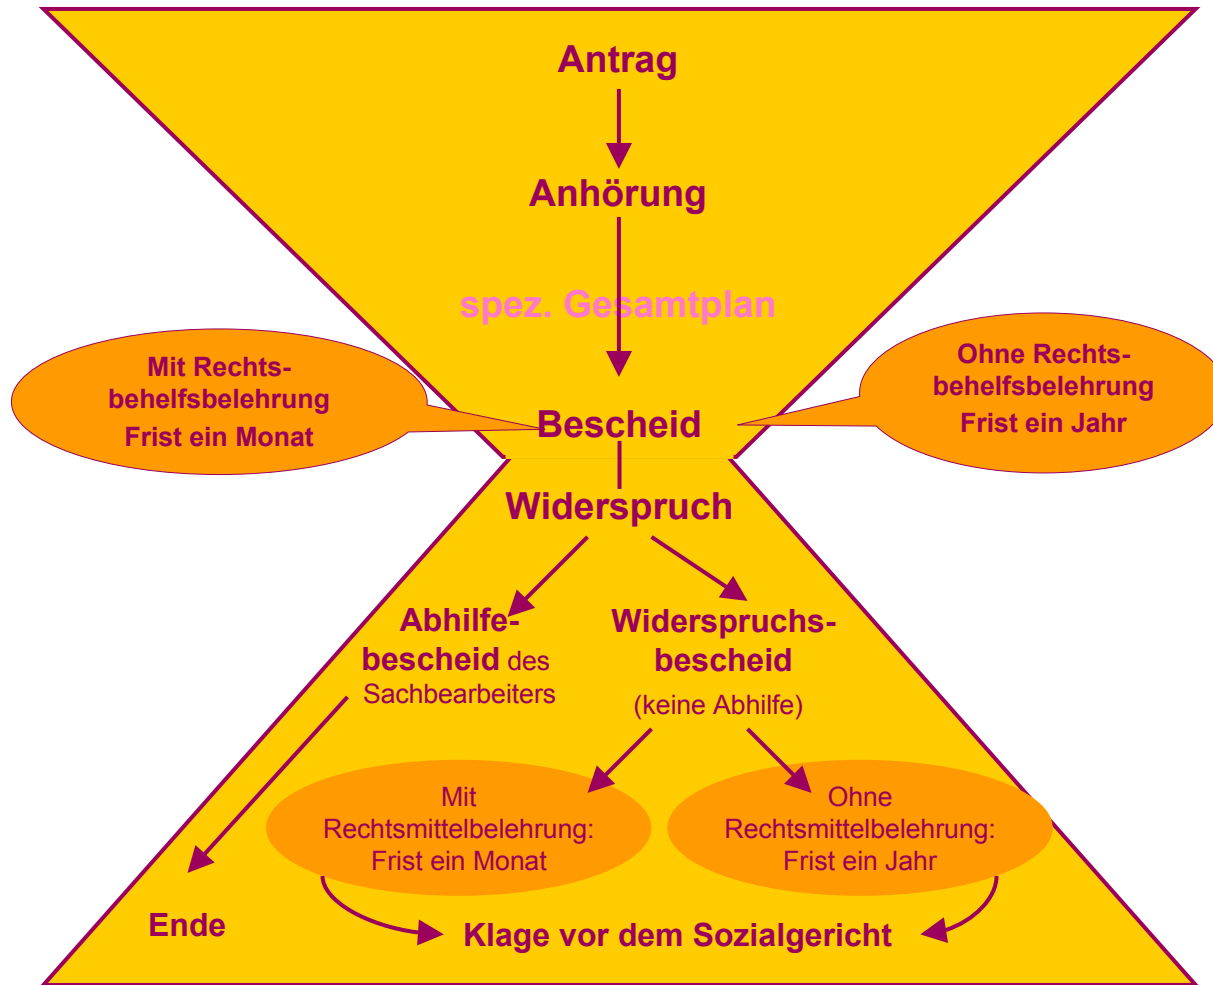 Antrag
Anhörung
spez. Gesamtplan
Mit Rechts-
behelfsbelehrung
Frist ein Monat
Ohne Rechts-
behelfsbelehrung
Frist ein Jahr
Bescheid
Widerspruch
Abhilfe-
bescheid des
Sachbearbeiters
Widerspruchs-
bescheid
(keine Abhilfe)
Mit
Rechtsmittelbelehrung:
Frist ein Monat
Ohne
Rechtsmittelbelehrung:
Frist ein Jahr
Ende
Klage vor dem Sozialgericht